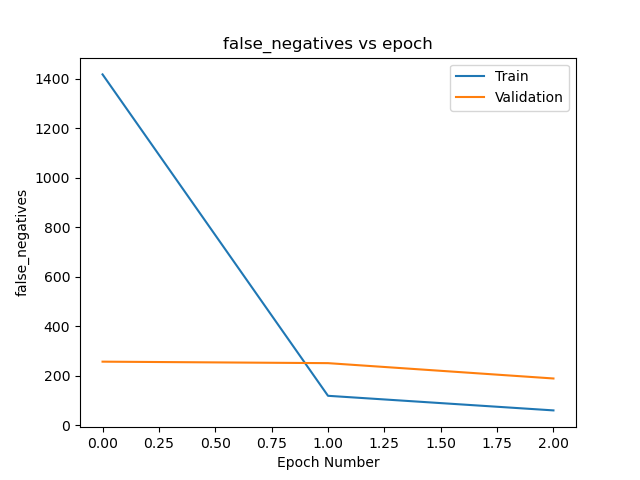 false_negatives vs epoch
Train
Validation
false_negatives
1400
1200
1000
800
600
400
200
0
0.00 0.25 0.50 0.75 1.00 1.25 1.50 1.75 2.00
Epoch Number